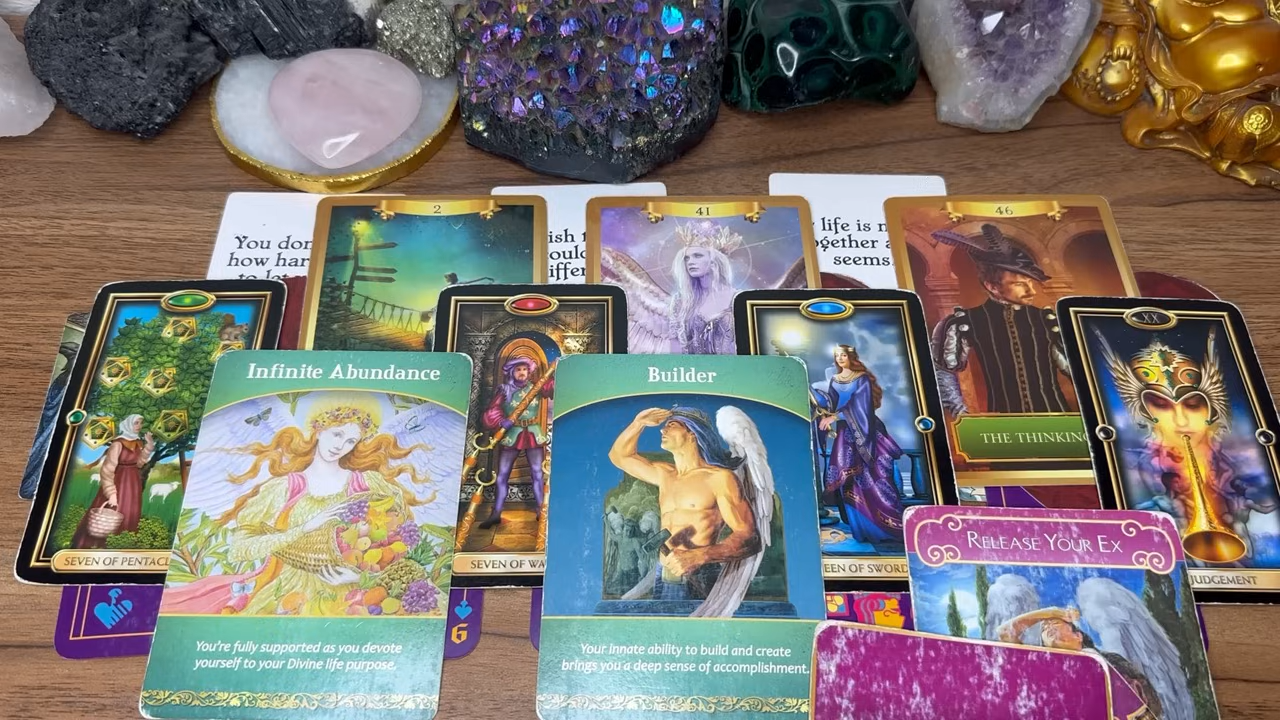 You don
how har
to let
2
ish t
ould
iffer
41
life is n
gether a
seems.
46
THE THINKING
XX
SEVEN OF PENTACL
SEVEN OF WA
EEN OF SWORD
JUDGEMENT
Infinite Abundance
You're fully supported as you devote
yourself to your Divine life purpose.
G
Builder
Your innate ability to build and create
brings you a deep sense of accomplishment.
RELEASE YOUR EX